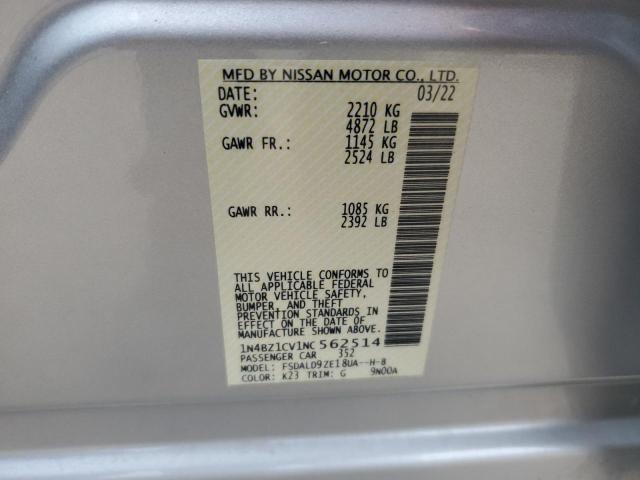 MFD BY NISSAN MOTOR CO., LTD.
DATE: 03/22
GVWR: 2210 KG
4872 LB
GAWR FR.: 1145 KG
2524 LB
GAWR RR.: 1085 KG
2392 LB
THIS VEHICLE CONFORMS TO
ALL APPLICABLE FEDERAL
MOTOR VEHICLE SAFETY,
BUMPER, AND THEFT
PREVENTION STANDARDS IN
EFFECT ON THE DATE OF
MANUFACTURE SHOWN ABOVE.
1N4BZ1CV1NC 562514
PASSENGER CAR 352
MODEL: FSDALD9ZE18UA--H-8
COLOR: K23 TRIM: G 9N00A